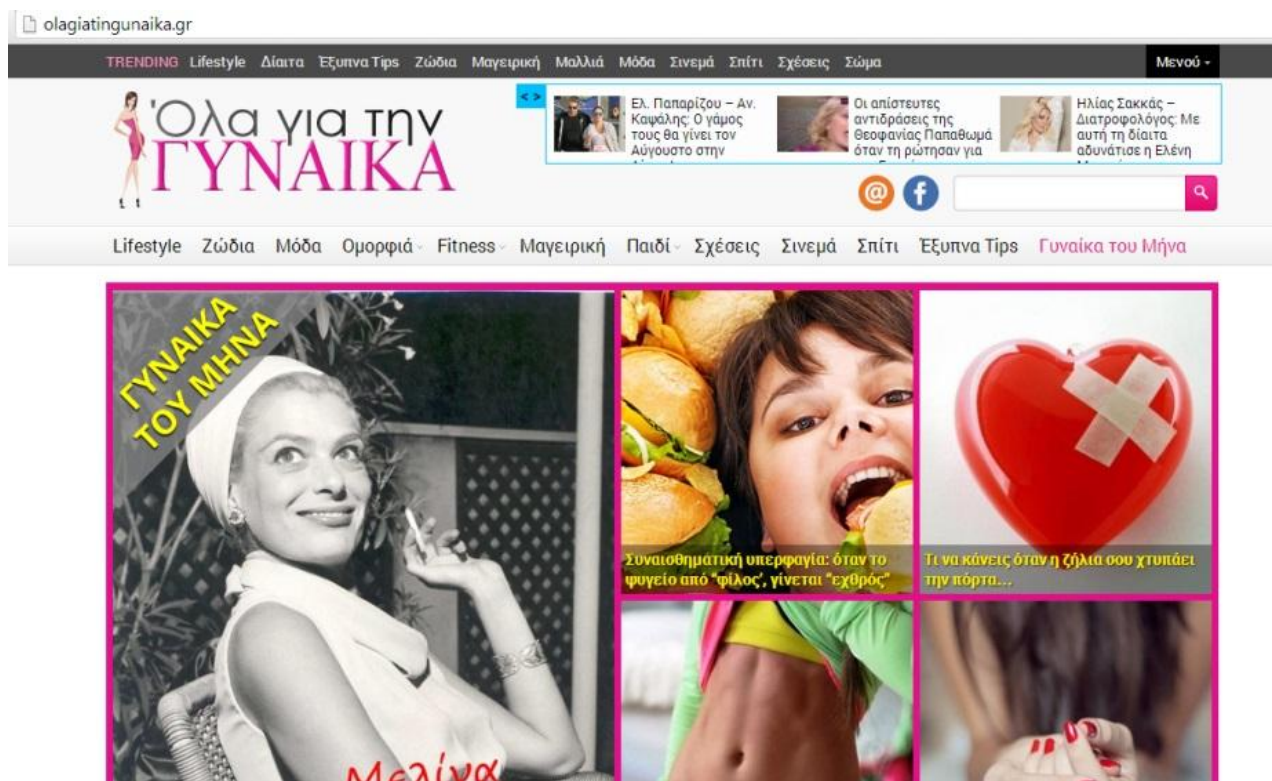 olagiatingunaika.gr
TRENDING Lifestyle Δίαιτα Έξυπνα Tips Ζώδια Μαγειρική Μαλλιά Μόδα Σινεμά Σπίτι Σχέσεις Σώμα Μενού
Όλα για την
ΓΥΝΑΙΚΑ
< >
Ελ. Παπαρίζου – Αν.
Καψάλης: Ο γάμος
τους θα γίνει τον
Αύγουστο στην
Οι απίστευτες
αντιδράσεις της
Θεοφανίας Παπαθωμά
όταν τη ρώτησαν για
Ηλίας Σακκάς –
Διατροφολόγος: Με
αυτή τη δίαιτα
αδυνάτισε η Ελένη
@ f
Lifestyle Ζώδια Μόδα Ομορφιά Fitness Μαγειρική Παιδί Σχέσεις Σινεμά Σπίτι Έξυπνα Tips Γυναίκα του Μήνα
ΓΥΝΑΙΚΑ
ΤΟΥ ΜΗΝΑ
Συναισθηματική υπερφαγία: όταν το
ψυγείο από "φίλος', γίνεται "εχθρός"
Τι να κάνεις όταν η ζήλια σου χτυπάει
την πόρτα...
Μελίνα